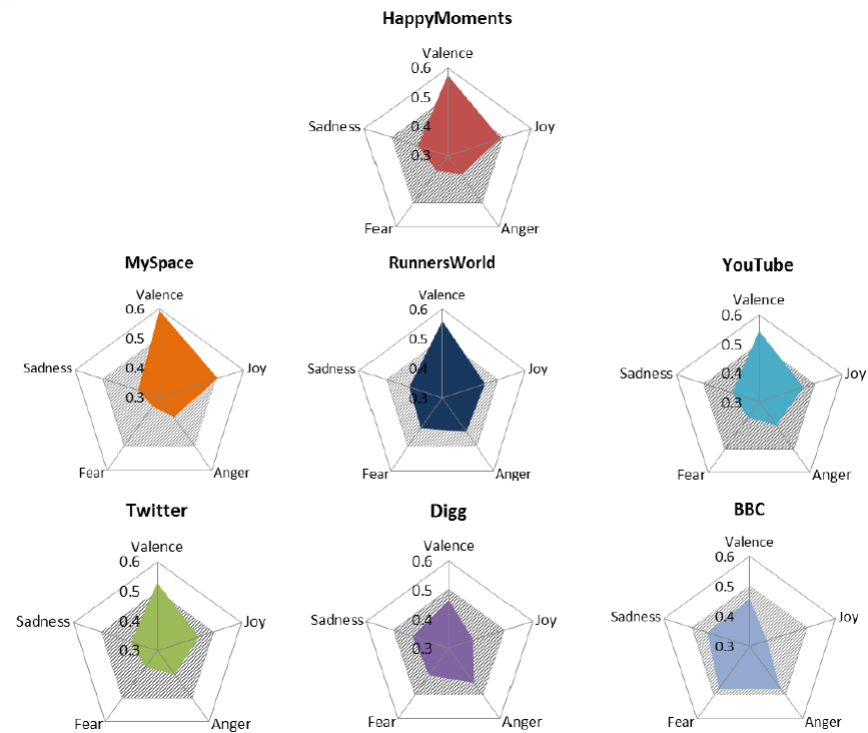 HappyMoments
Valence
0.6
0.5
Sadness
0.4
Joy
0.3
Fear
Anger
MySpace
RunnersWorld
YouTube
Valence
0.6
0.5
Sadness
0.4
Joy
0.3
Fear
Anger
Valence
0.6
0.5
Sadness
0.4
Joy
0.3
Fear
Anger
Valence
0.6
0.5
Sadness
0.4
Joy
0.3
Fear
Anger
Twitter
Digg
BBC
Valence
0.6
0.5
Sadness
0.4
Joy
0.3
Fear
Anger
Valence
0.6
0.5
Sadness
0.4
Joy
0.3
Fear
Anger
Valence
0.6
0.5
Sadness
0.4
Joy
0.3
Fear
Anger